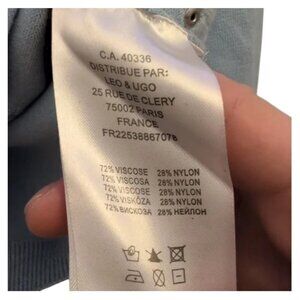 C.A. 40336
DISTRIBUE PAR:
LEO & UGO
25 RUE DE CLERY
75002 PARIS
FRANCE
FR22538867078
72% VISCOSE 28% NYLON
72% VISCOSA 28% NYLON
72% VISCOSE 28% NYLON
72% VISKÓZA 28% NYLON
72% ВИСКОЗА 28% НЕЙЛОН